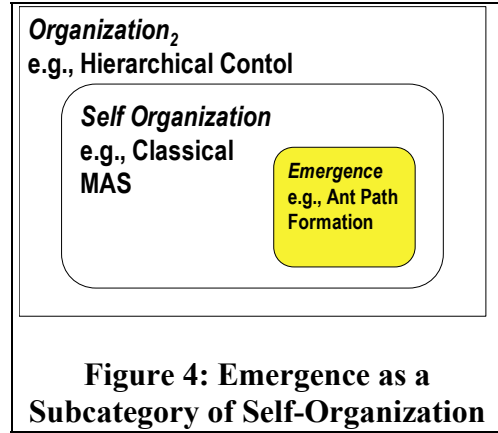 Organization2
e.g., Hierarchical Contol
Self Organization
e.g., Classical
MAS
Emergence
e.g., Ant Path
Formation
Figure 4: Emergence as a
Subcategory of Self-Organization